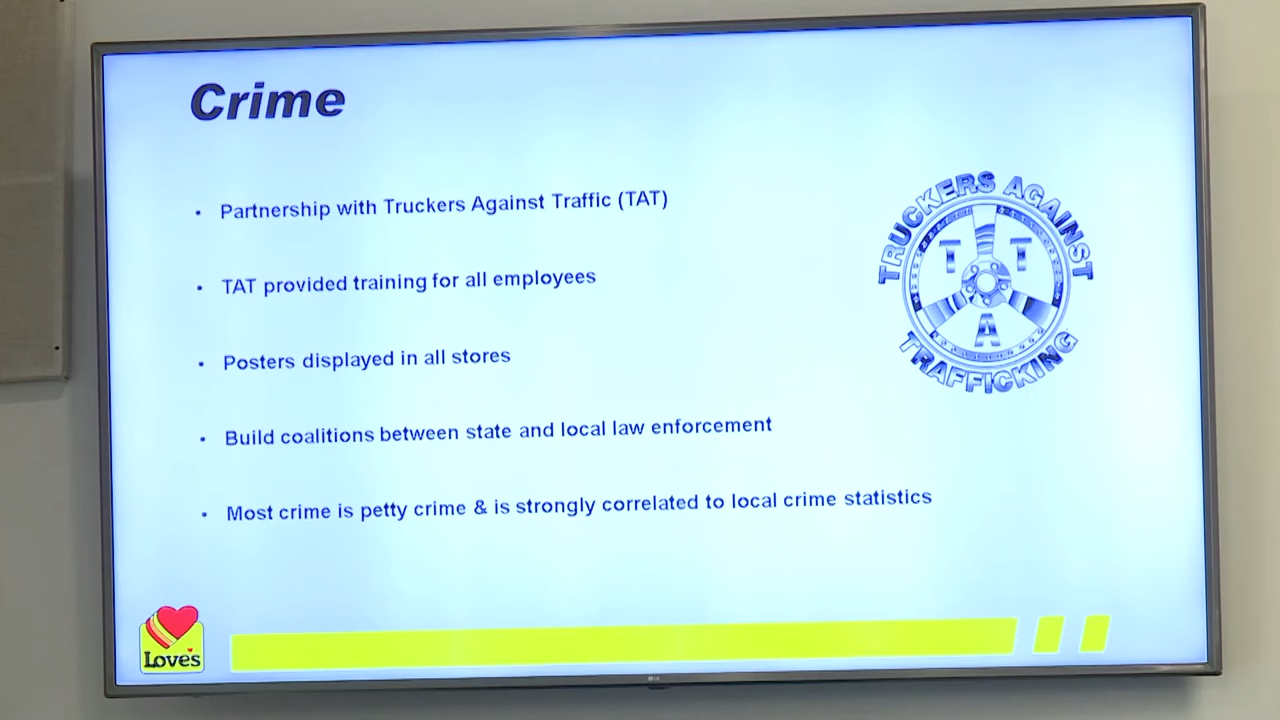 Crime
• Partnership with Truckers Against Traffic (TAT)
• TAT provided training for all employees
• Posters displayed in all stores
• Build coalitions between state and local law enforcement
• Most crime is petty crime & is strongly correlated to local crime statistics
TRUCKERS AGAINST
T T
A
TRAFFICKING
Love's
LG